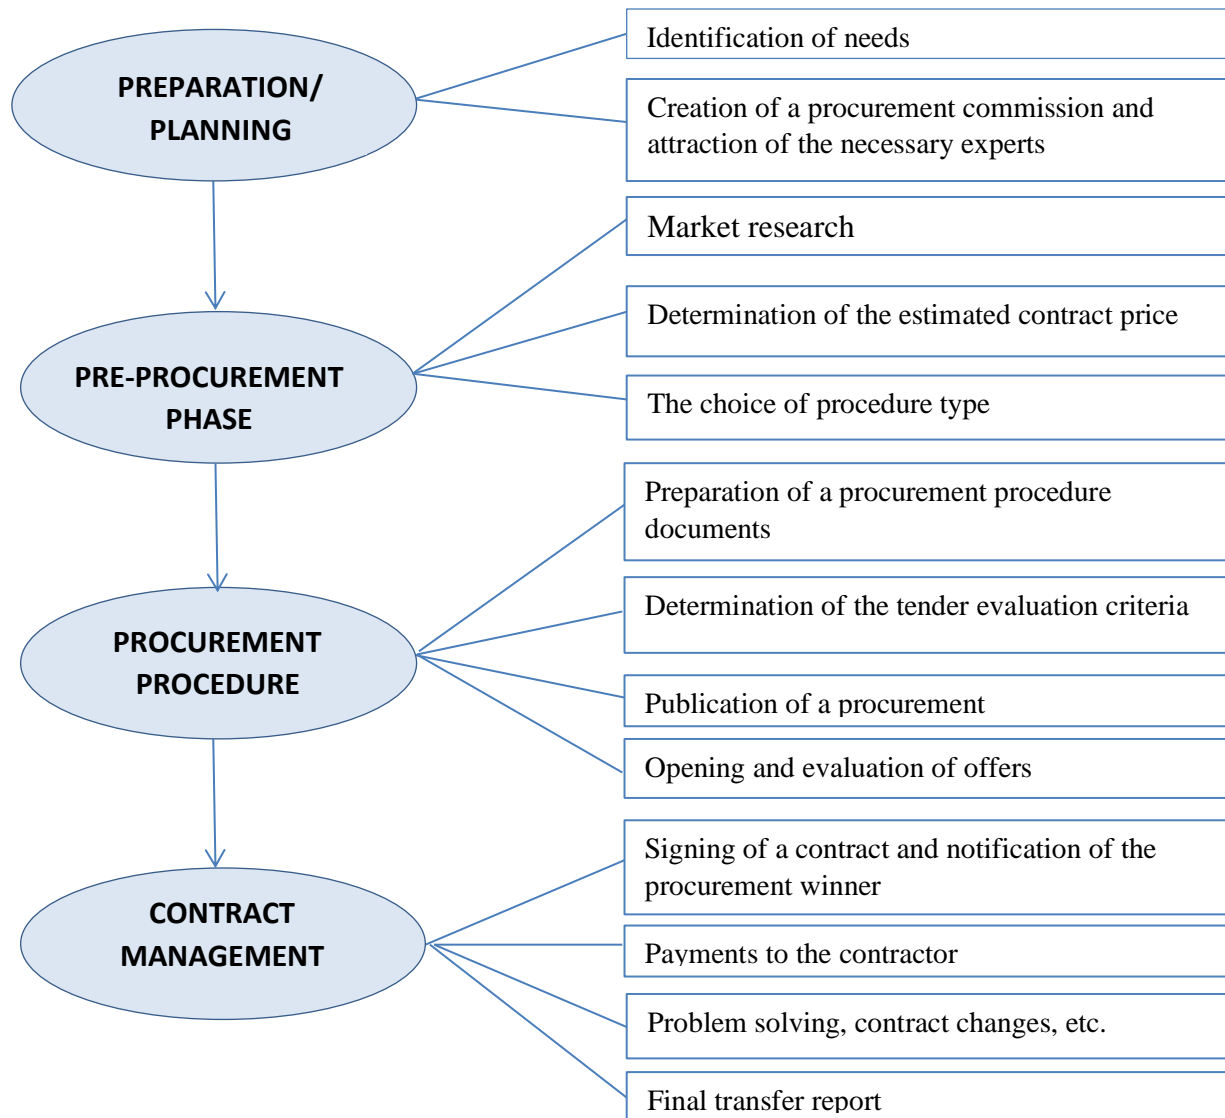 PREPARATION/
PLANNING
Identification of needs
Creation of a procurement commission and
attraction of the necessary experts
PRE-PROCUREMENT
PHASE
Market research
Determination of the estimated contract price
The choice of procedure type
PROCUREMENT
PROCEDURE
Preparation of a procurement procedure
documents
Determination of the tender evaluation criteria
Publication of a procurement
Opening and evaluation of offers
CONTRACT
MANAGEMENT
Signing of a contract and notification of the
procurement winner
Payments to the contractor
Problem solving, contract changes, etc.
Final transfer report